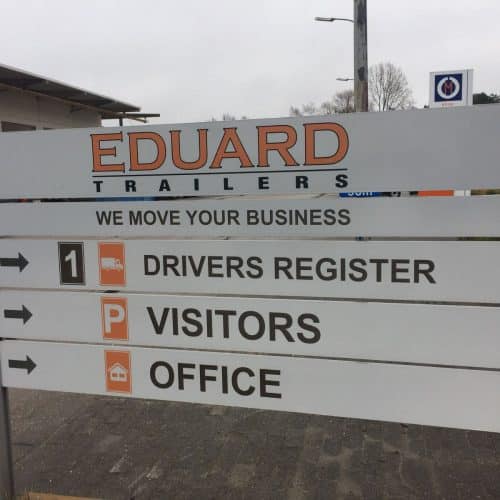 EDUARD
TRAILERS
WE MOVE YOUR BUSINESS
1 DRIVERS REGISTER
P VISITORS
OFFICE